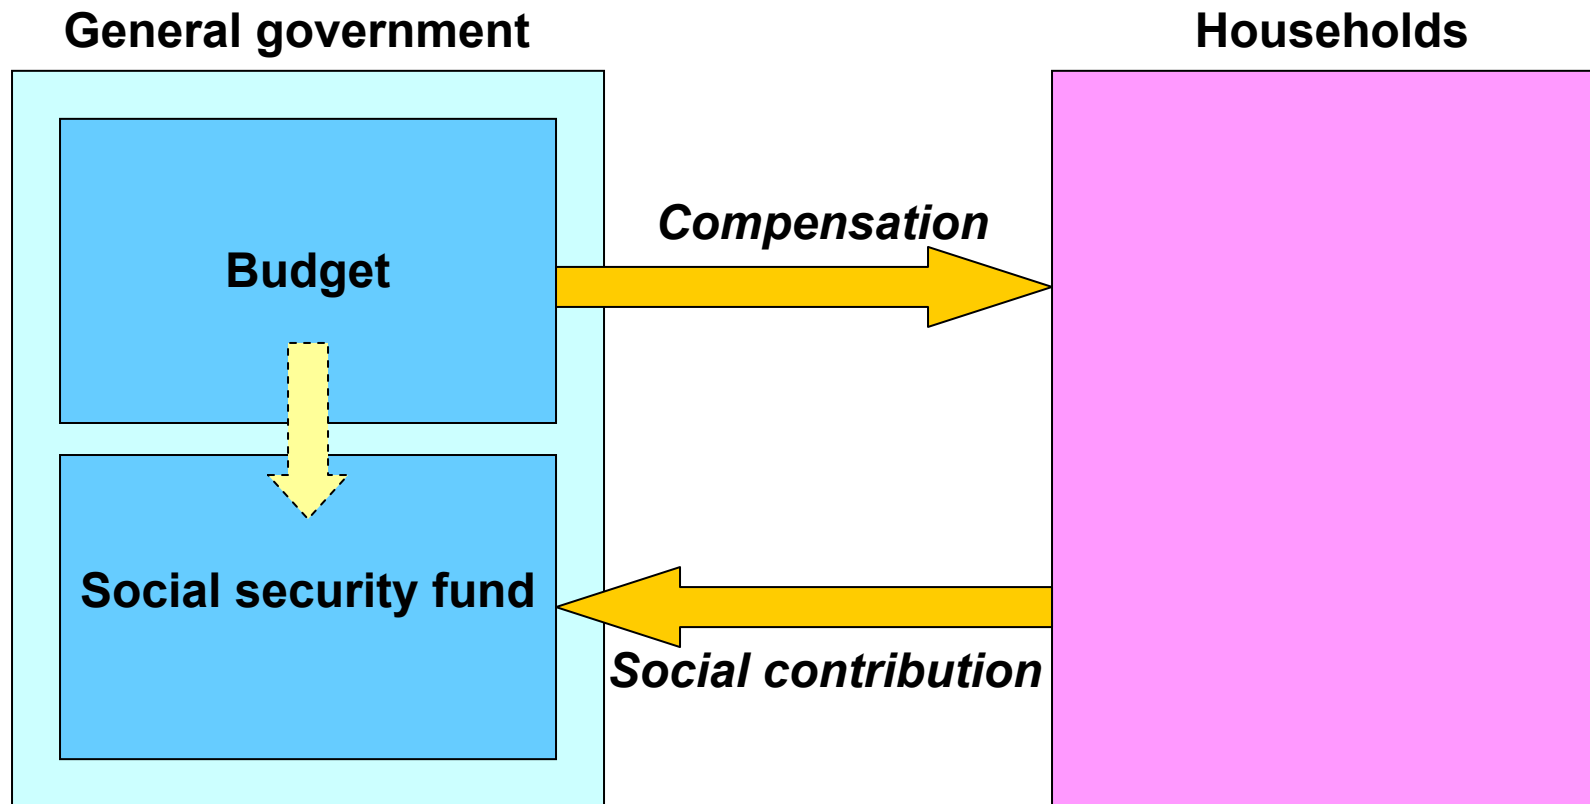 General government
Households
Compensation
Budget
Social security fund
Social contribution